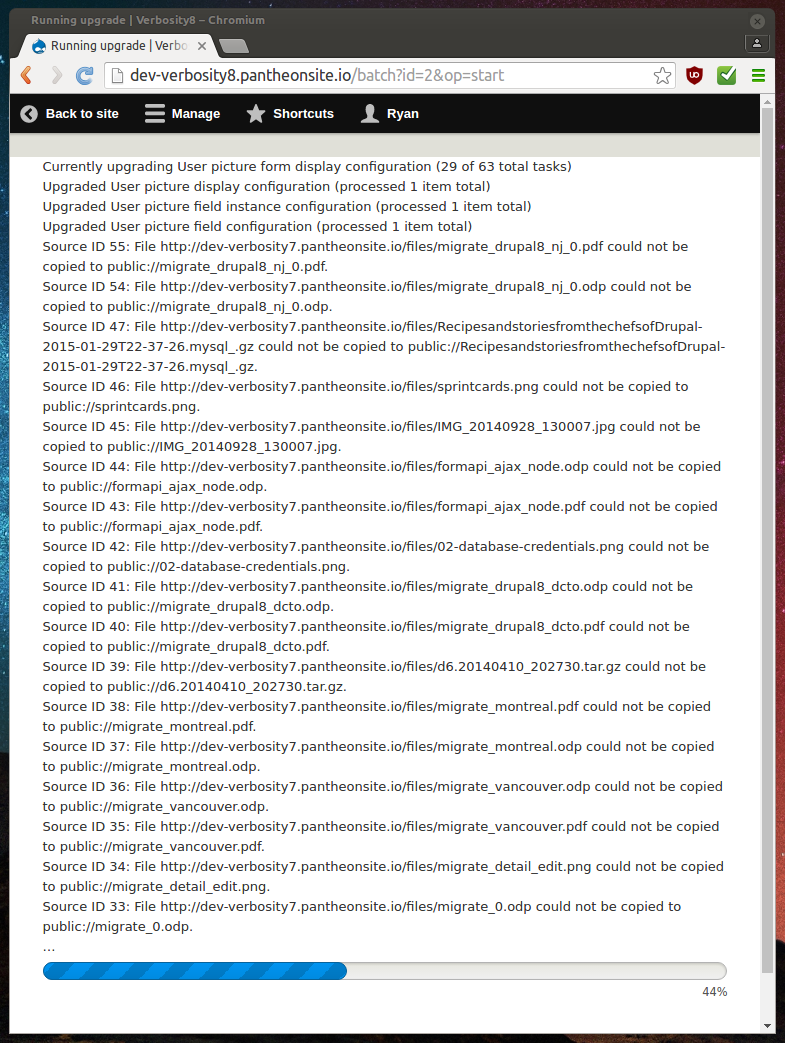 Running upgrade | Verbosity8 – Chromium
Running upgrade | Verbo
dev-verbosity8.pantheonsite.io/batch?id=2&op=start
Back to site
Manage
Shortcuts
Ryan
Currently upgrading User picture form display configuration (29 of 63 total tasks)
Upgraded User picture display configuration (processed 1 item total)
Upgraded User picture field instance configuration (processed 1 item total)
Upgraded User picture field configuration (processed 1 item total)
Source ID 55: File http://dev-verbosity7.pantheonsite.io/files/migrate_drupal8_nj_0.pdf could not be
copied to public://migrate_drupal8_nj_0.pdf.
Source ID 54: File http://dev-verbosity7.pantheonsite.io/files/migrate_drupal8_nj_0.odp could not be
copied to public://migrate_drupal8_nj_0.odp.
Source ID 47: File http://dev-verbosity7.pantheonsite.io/files/RecipesandstoriesfromthechefsofDrupal-
2015-01-29T22-37-26.mysql_.gz could not be copied to public://RecipesandstoriesfromthechefsofDrupal-
2015-01-29T22-37-26.mysql_.gz.
Source ID 46: File http://dev-verbosity7.pantheonsite.io/files/sprintcards.png could not be copied to
public://sprintcards.png.
Source ID 45: File http://dev-verbosity7.pantheonsite.io/files/IMG_20140928_130007.jpg could not be
copied to public://IMG_20140928_130007.jpg.
Source ID 44: File http://dev-verbosity7.pantheonsite.io/files/formapi_ajax_node.odp could not be copied
to public://formapi_ajax_node.odp.
Source ID 43: File http://dev-verbosity7.pantheonsite.io/files/formapi_ajax_node.pdf could not be copied
to public://formapi_ajax_node.pdf.
Source ID 42: File http://dev-verbosity7.pantheonsite.io/files/02-database-credentials.png could not be
copied to public://02-database-credentials.png.
Source ID 41: File http://dev-verbosity7.pantheonsite.io/files/migrate_drupal8_dcto.odp could not be
copied to public://migrate_drupal8_dcto.odp.
Source ID 40: File http://dev-verbosity7.pantheonsite.io/files/migrate_drupal8_dcto.pdf could not be
copied to public://migrate_drupal8_dcto.pdf.
Source ID 39: File http://dev-verbosity7.pantheonsite.io/files/d6.20140410_202730.tar.gz could not be
copied to public://d6.20140410_202730.tar.gz.
Source ID 38: File http://dev-verbosity7.pantheonsite.io/files/migrate_montreal.pdf could not be copied
to public://migrate_montreal.pdf.
Source ID 37: File http://dev-verbosity7.pantheonsite.io/files/migrate_montreal.odp could not be copied
to public://migrate_montreal.odp.
Source ID 36: File http://dev-verbosity7.pantheonsite.io/files/migrate_vancouver.odp could not be copied
to public://migrate_vancouver.odp.
Source ID 35: File http://dev-verbosity7.pantheonsite.io/files/migrate_vancouver.pdf could not be copied
to public://migrate_vancouver.pdf.
Source ID 34: File http://dev-verbosity7.pantheonsite.io/files/migrate_detail_edit.png could not be copied
to public://migrate_detail_edit.png.
Source ID 33: File http://dev-verbosity7.pantheonsite.io/files/migrate_0.odp could not be copied to
public://migrate_0.odp.
...
44%